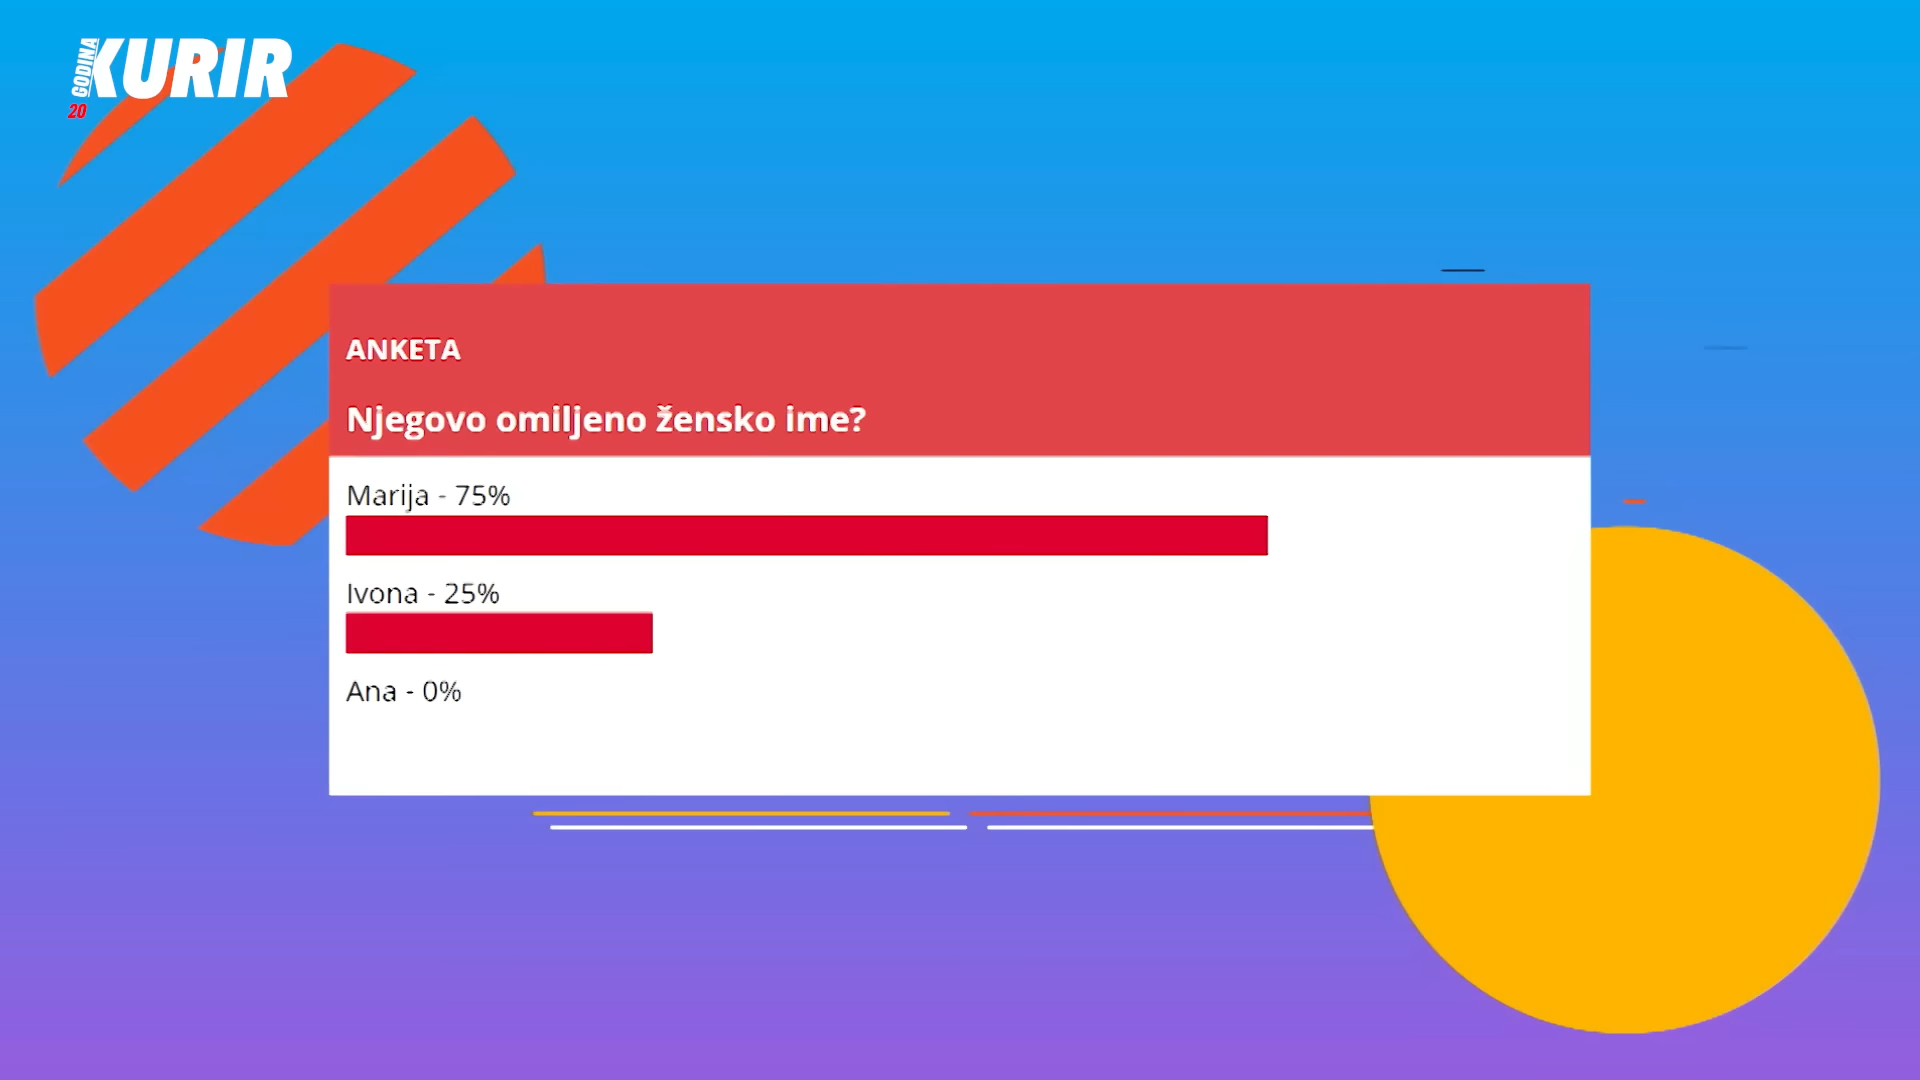 20 GODINA KURIR
ANKETA
Njegovo omiljeno žensko ime?
Marija - 75%
Ivona - 25%
Ana - 0%